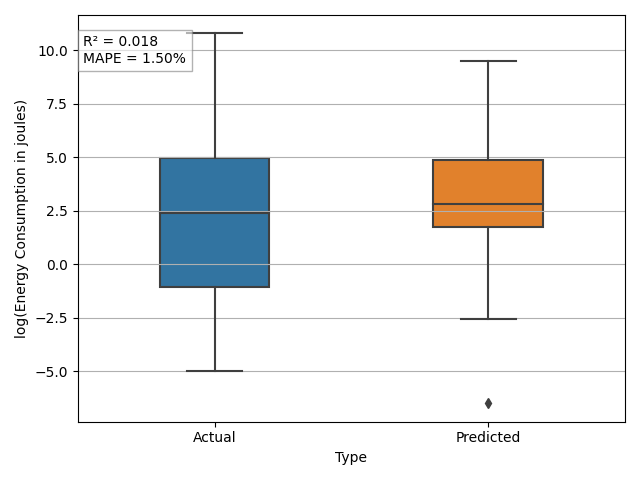 R² = 0.018
MAPE = 1.50%
10.0
7.5
5.0
2.5
0.0
−2.5
−5.0
log(Energy Consumption in joules)
Actual
Predicted
Type